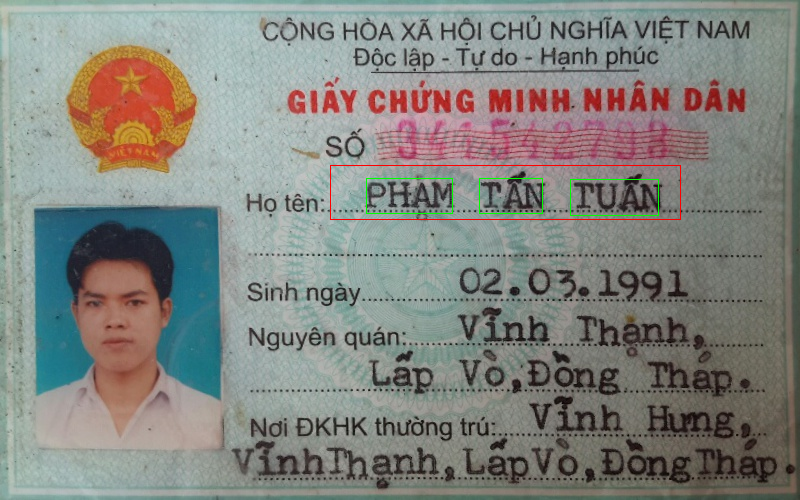 CỘNG HÒA XÃ HỘI CHỦ NGHĨA VIỆT NAM
Độc lập - Tự do - Hạnh phúc
GIẤY CHỨNG MINH NHÂN DÂN
VIETNAM
SỐ 341542798
Họ tên: PHẠM TẤN TUẤN
Sinh ngày 02.03.1991
Nguyên quán: Vĩnh Thạnh,
Lấp Vò, Đồng Tháp.
Nơi ĐKHK thường trú: Vĩnh Hưng,
Vĩnh Thạnh, Lấp Vò, Đồng Tháp.